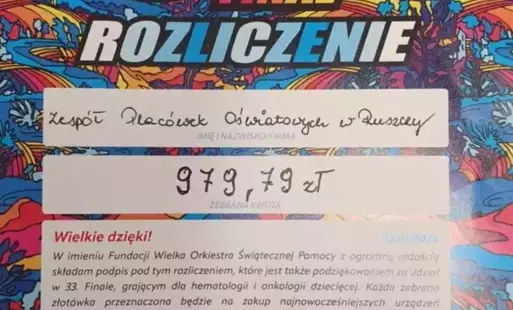 FINAŁ
ROZLICZENIE
Zespół Placówek Oświatowych w Ruszczy
IMIĘ I NAZWISKO/FIRMA
979,79 zł
ZEBRANA KWOTA
Wielkie dzięki!
W imieniu Fundacji Wielka Orkiestra Świątecznej Pomocy z ogromną radością
składam podpis pod tym rozliczeniem, które jest także podziękowaniem za udział
w 33. Finale, grającym dla hematologii i onkologii dziecięcej. Każda zebrana
złotówka przeznaczona będzie na zakup najnowocześniejszych urządzeń